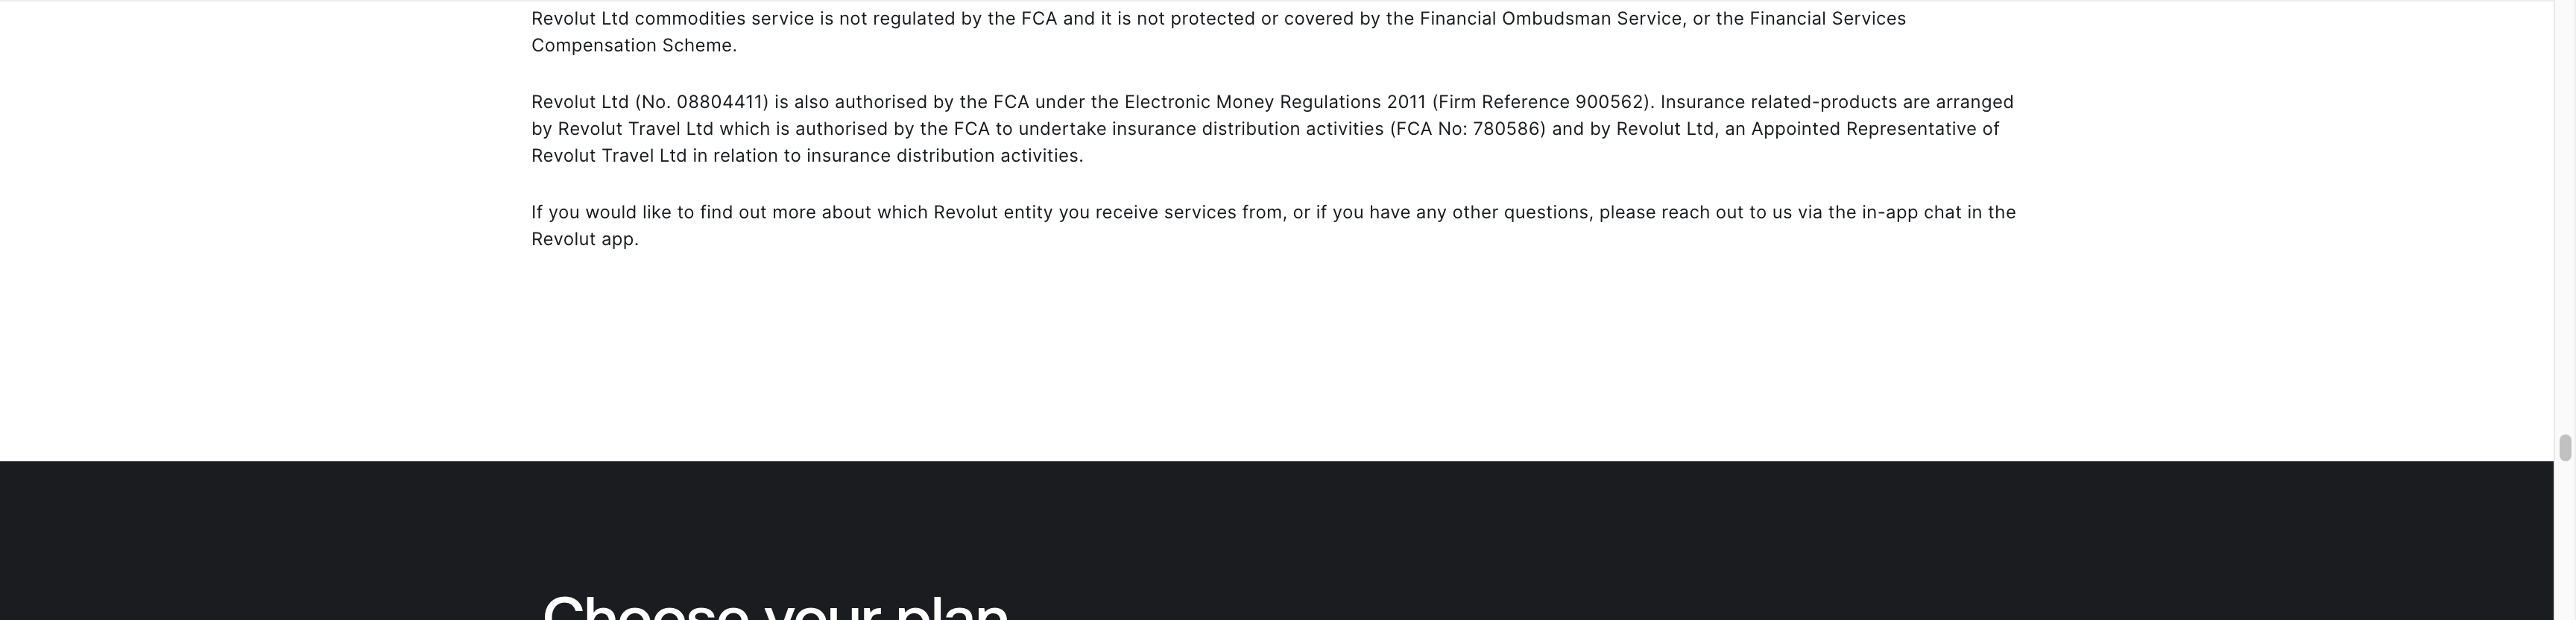 Revolut Ltd commodities service is not regulated by the FCA and it is not protected or covered by the Financial Ombudsman Service, or the Financial Services
Compensation Scheme.
Revolut Ltd (No. 08804411) is also authorised by the FCA under the Electronic Money Regulations 2011 (Firm Reference 900562). Insurance related-products are arranged
by Revolut Travel Ltd which is authorised by the FCA to undertake insurance distribution activities (FCA No: 780586) and by Revolut Ltd, an Appointed Representative of
Revolut Travel Ltd in relation to insurance distribution activities.
If you would like to find out more about which Revolut entity you receive services from, or if you have any other questions, please reach out to us via the in-app chat in the
Revolut app.
Choose your plan